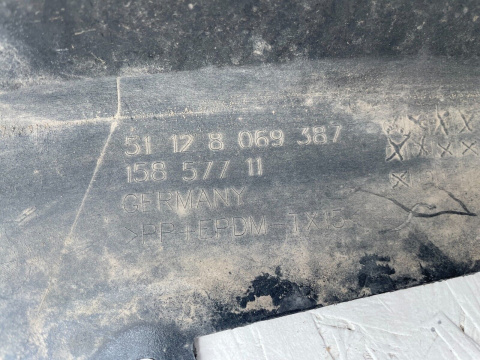 51 12 8 069 387
158 577 11
GERMANY
>PP+EPDM-TX15<